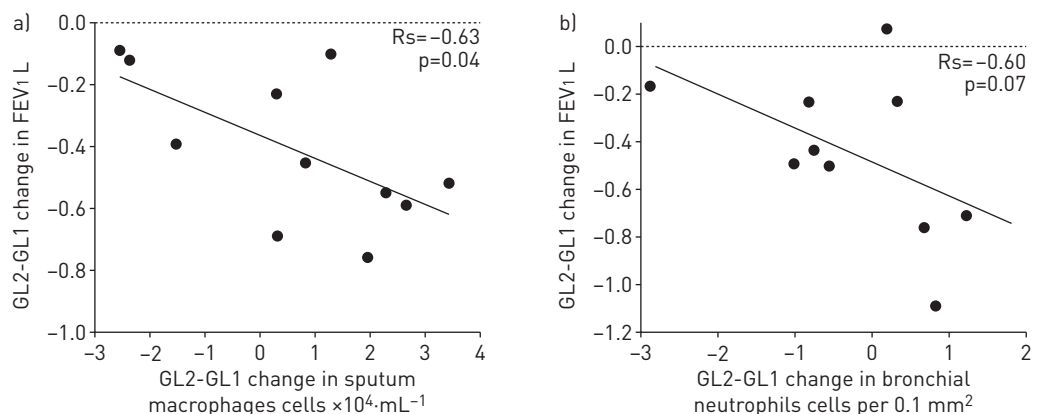 a)
GL2-GL1 change in FEV1 L
0.0
−0.2
−0.4
−0.6
−0.8
−1.0
Rs=−0.63
p=0.04
−3 −2 −1 0 1 2 3 4
GL2-GL1 change in sputum
macrophages cells ×10⁴·mL⁻¹
b)
GL2-GL1 change in FEV1 L
0.0
−0.2
−0.4
−0.6
−0.8
−1.0
−1.2
Rs=−0.60
p=0.07
−3 −2 −1 0 1 2
GL2-GL1 change in bronchial
neutrophils cells per 0.1 mm²